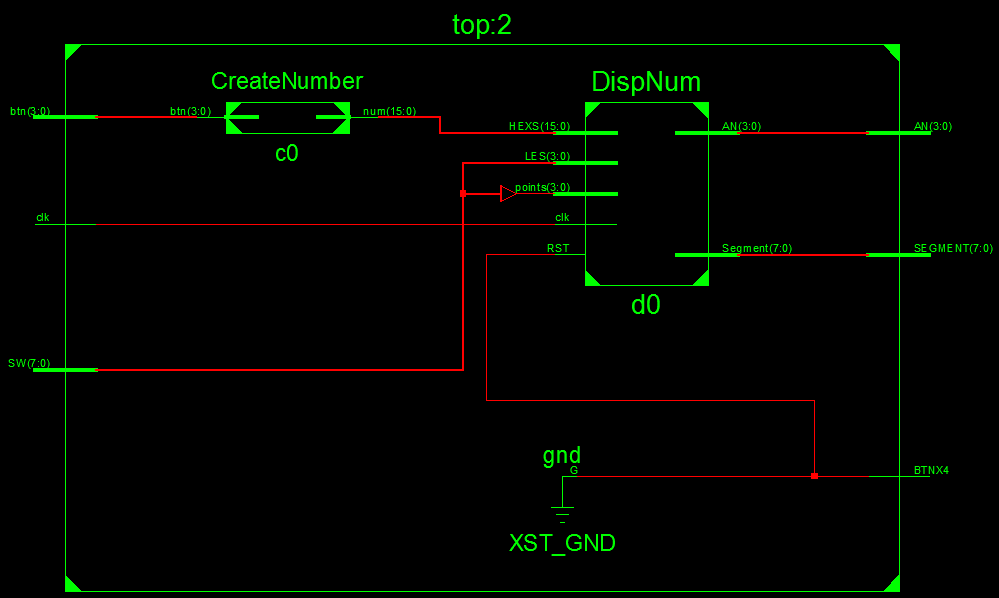 top:2
CreateNumber
DispNum
btn(3:0)
btn(3:0)
num(15:0)
HEXS(15:0)
AN(3:0)
AN(3:0)
c0
LES(3:0)
points(3:0)
clk
clk
RST
Segment(7:0)
SEGMENT(7:0)
d0
SW(7:0)
gnd
G
BTNX4
XST_GND